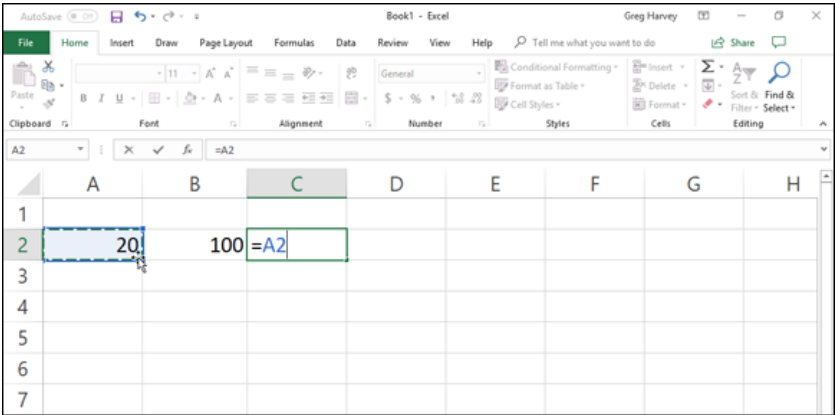 AutoSave Off Book1 - Excel Greg Harvey
File Home Insert Draw Page Layout Formulas Data Review View Help Tell me what you want to do Share
Paste 11 A A General Conditional Formatting Insert Σ A Z
B I U A $ % , Format as Table Delete Sort & Find &
Cell Styles Format Filter Select
Clipboard Font Alignment Number Styles Cells Editing
A2 fx =A2
A B C D E F G H
1
2 20 100 =A2
3
4
5
6
7